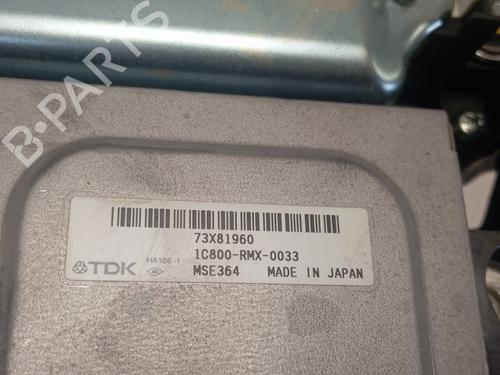 B-PARTS
73X81960
TDK HA106-1 1C800-RMX-0033
MSE364 MADE IN JAPAN